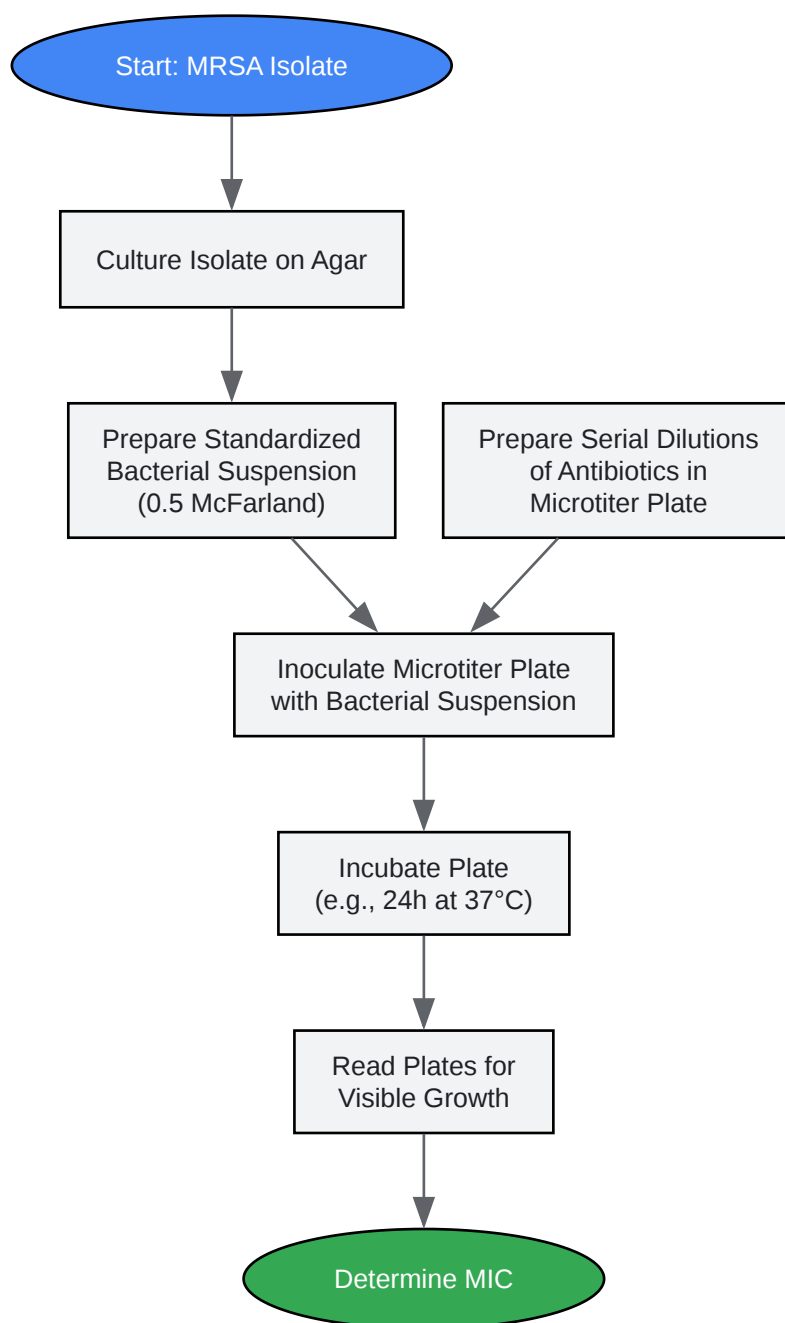 Start: MRSA Isolate
Culture Isolate on Agar
Prepare Standardized
Bacterial Suspension
(0.5 McFarland)
Prepare Serial Dilutions
of Antibiotics in
Microtiter Plate
Inoculate Microtiter Plate
with Bacterial Suspension
Incubate Plate
(e.g., 24h at 37°C)
Read Plates for
Visible Growth
Determine MIC